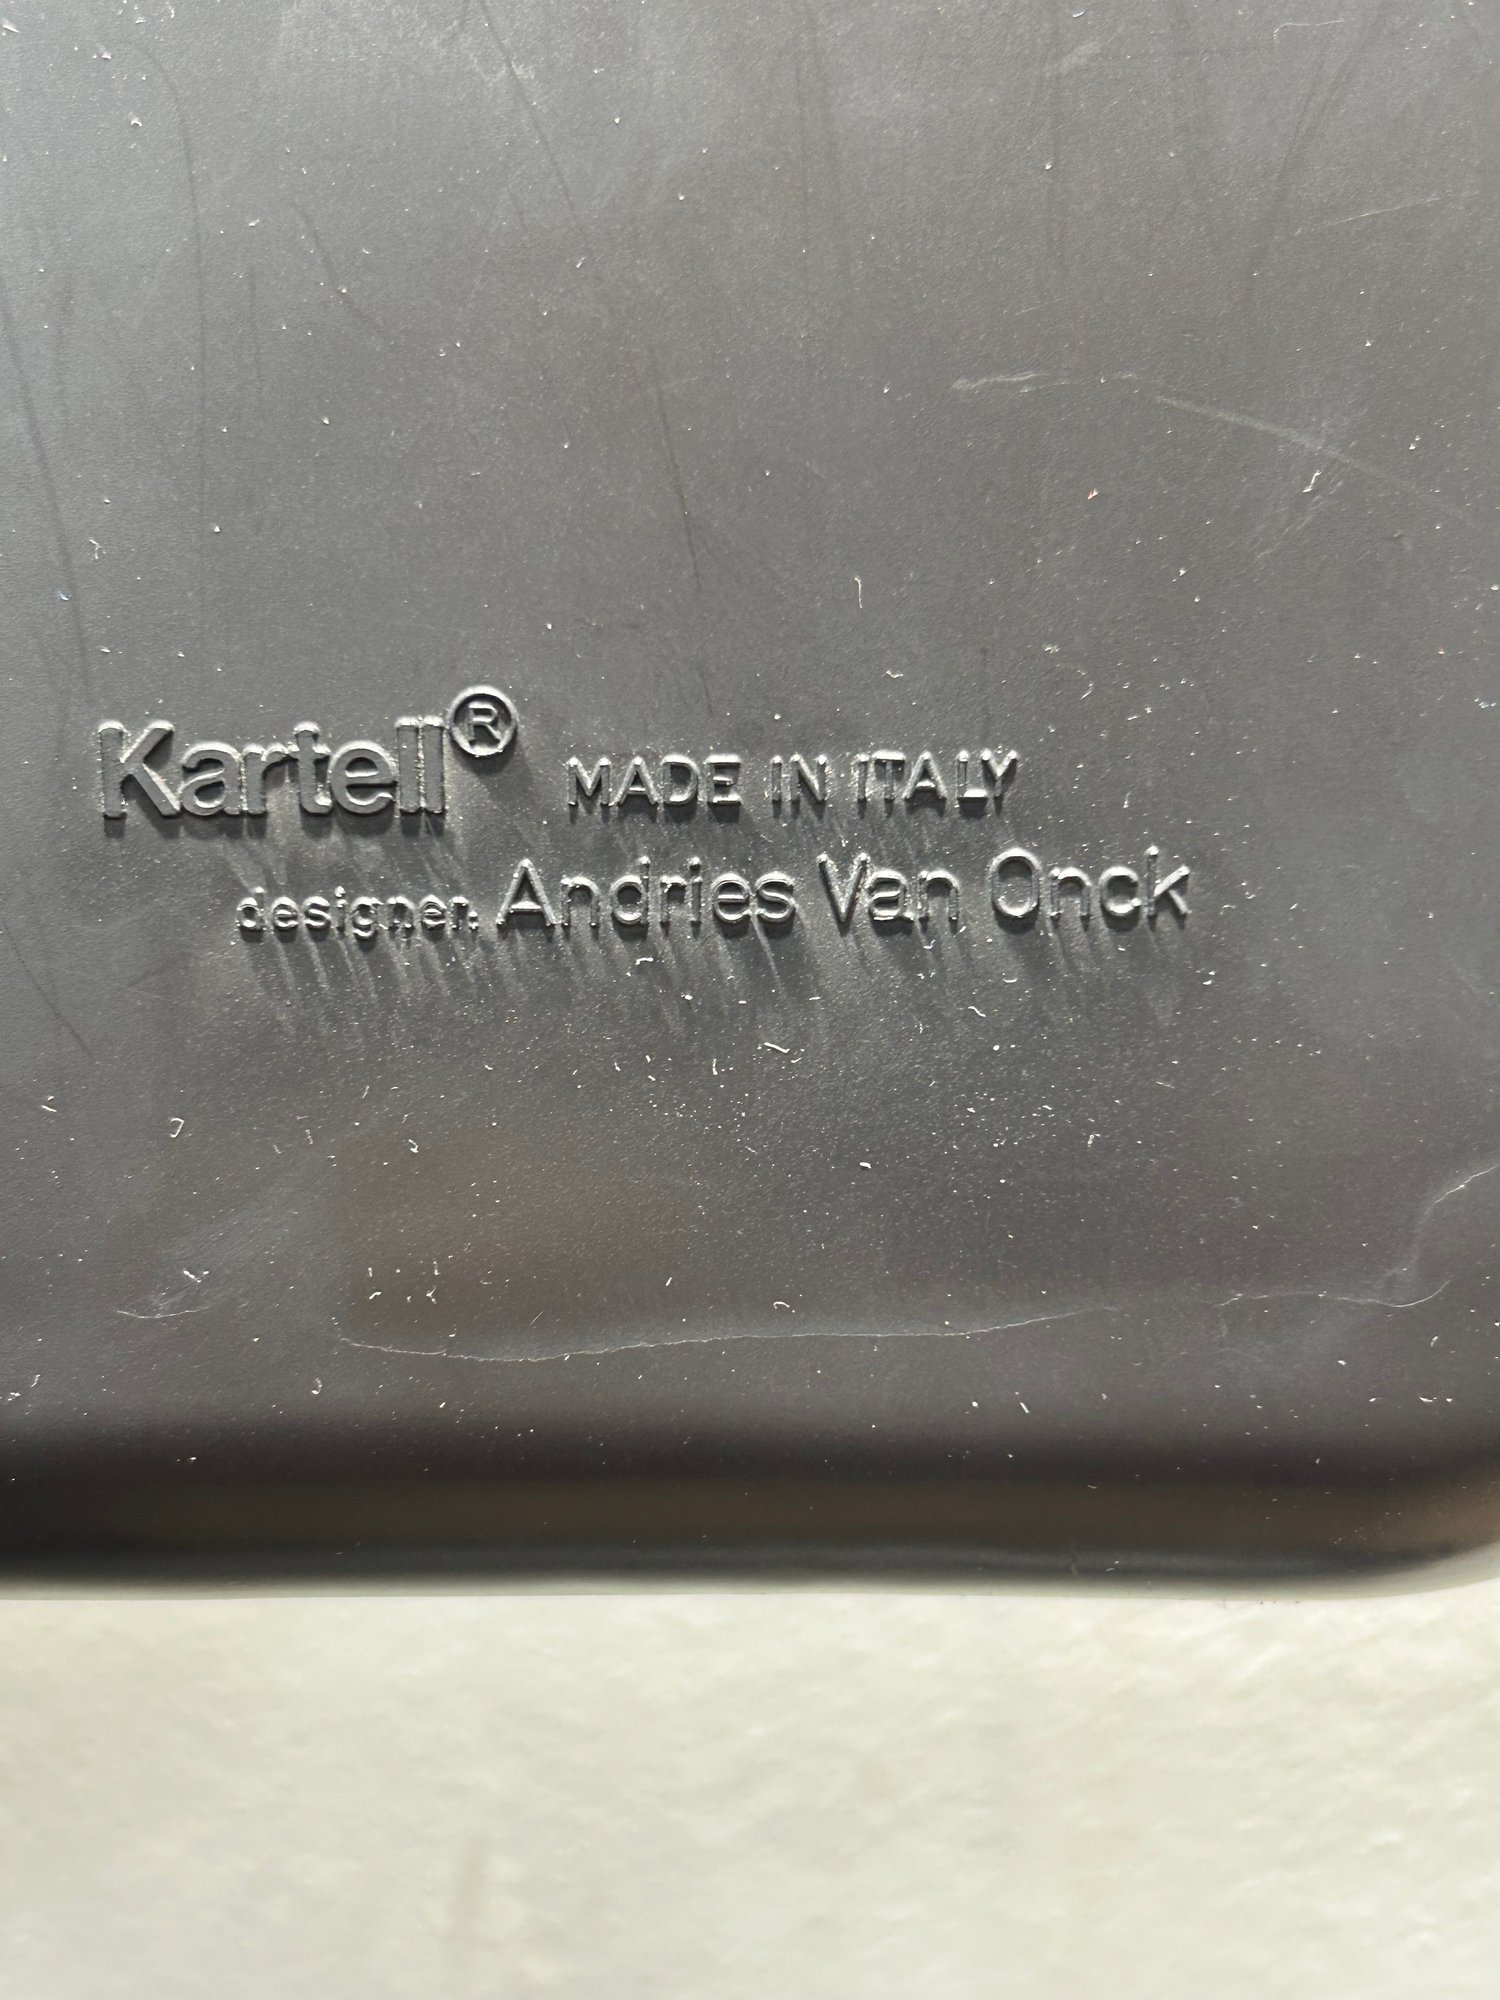 Kartell® MADE IN ITALY
designer: Andries Van Onck